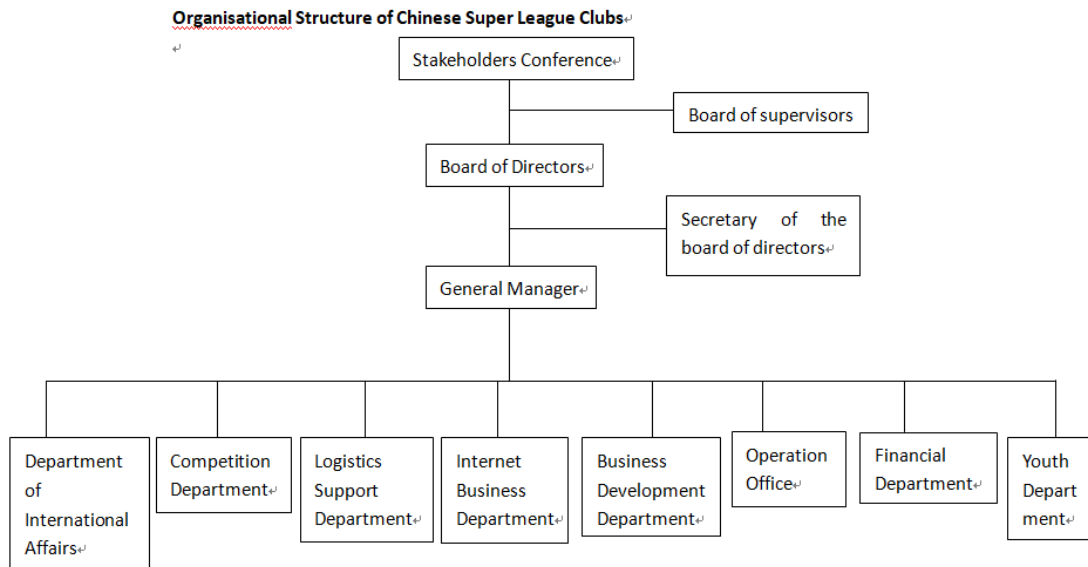 Organisational Structure of Chinese Super League Clubs
Stakeholders Conference
Board of supervisors
Board of Directors
Secretary of the
board of directors
General Manager
Department
of
International
Affairs
Competition
Department
Logistics
Support
Department
Internet
Business
Department
Business
Development
Department
Operation
Office
Financial
Department
Youth
Depart
ment